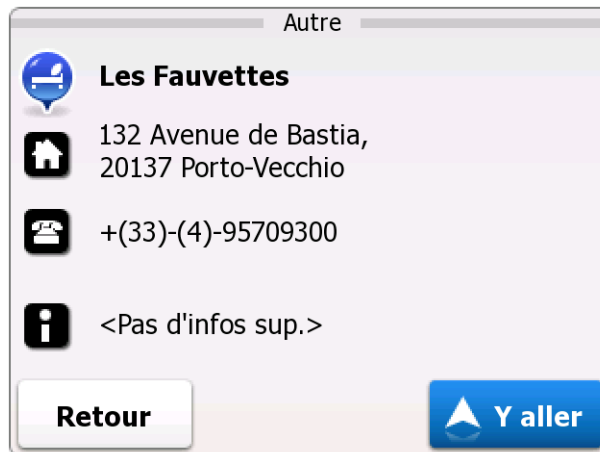 Autre
Les Fauvettes
132 Avenue de Bastia,
20137 Porto-Vecchio
+(33)-(4)-95709300
<Pas d'infos sup.>
Retour
Y aller